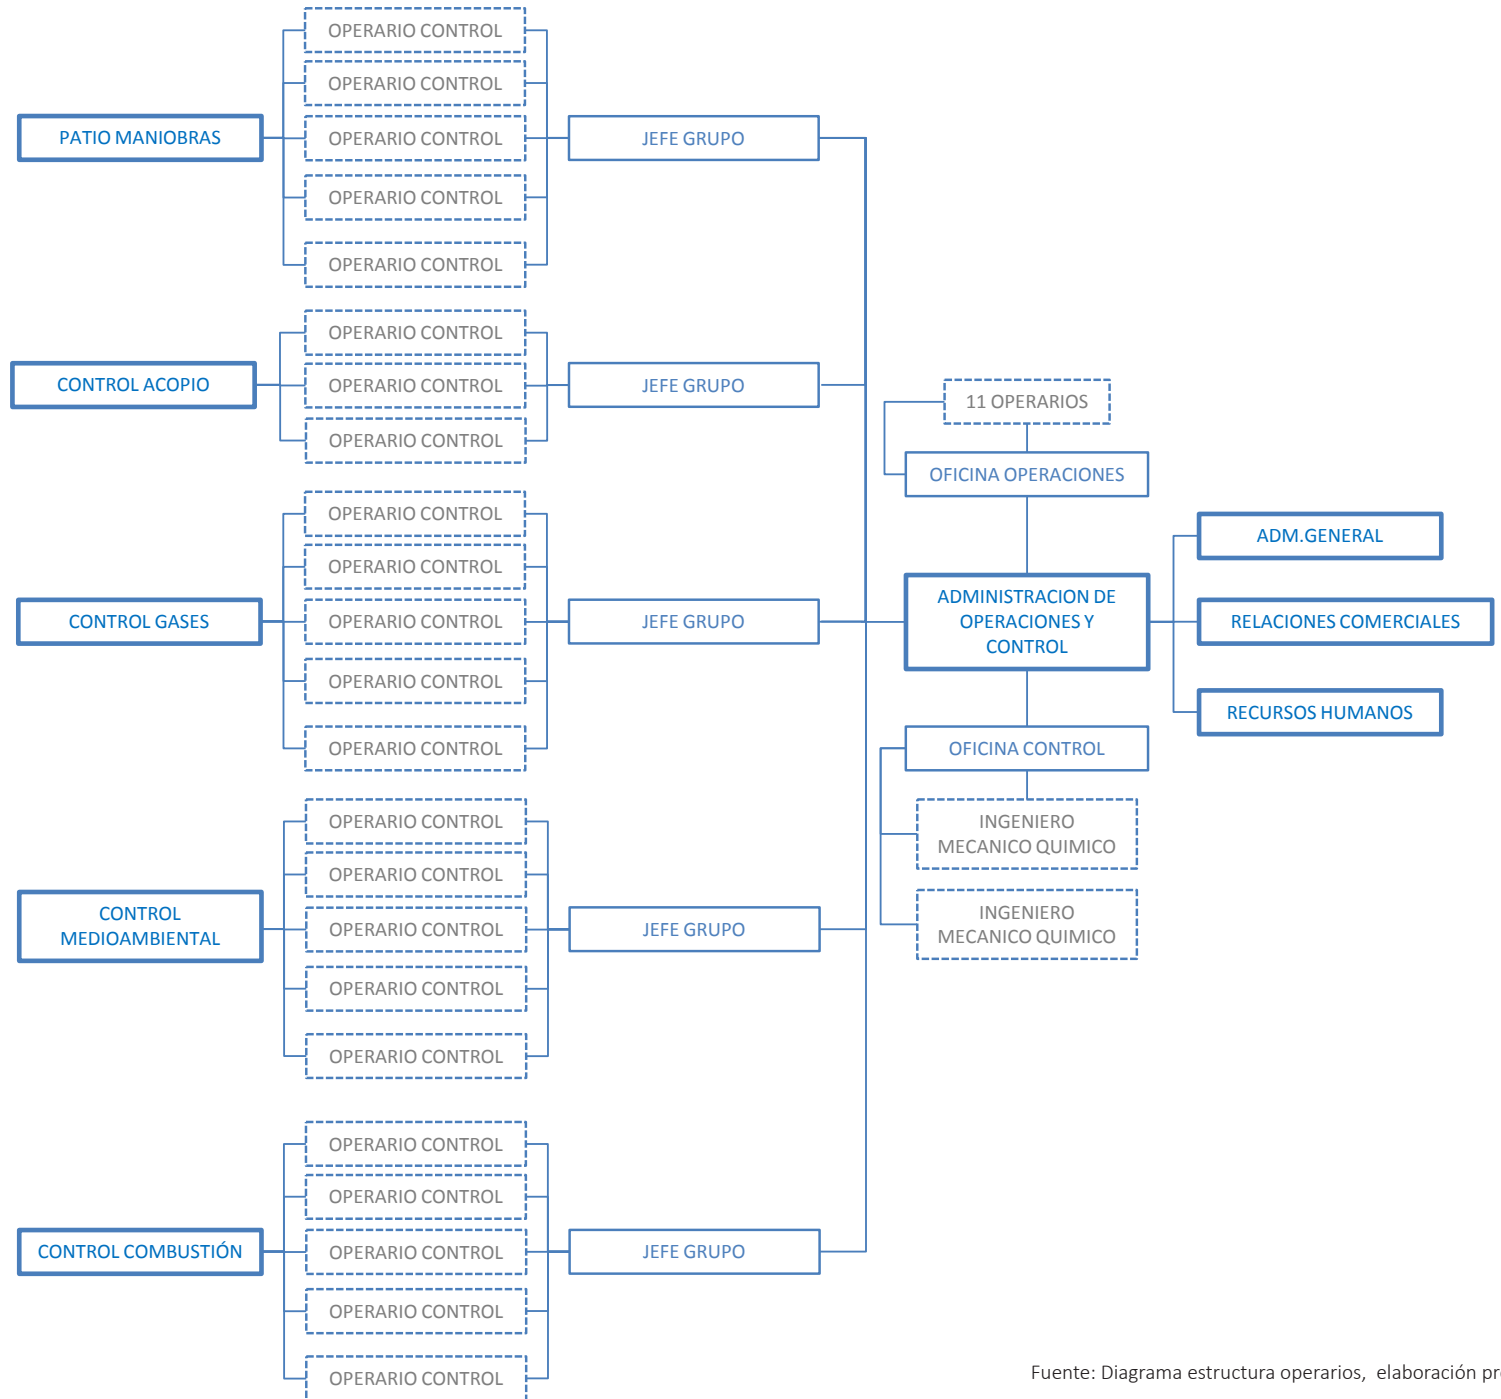 PATIO MANIOBRAS
OPERARIO CONTROL
OPERARIO CONTROL
OPERARIO CONTROL
OPERARIO CONTROL
OPERARIO CONTROL
JEFE GRUPO
CONTROL ACOPIO
OPERARIO CONTROL
OPERARIO CONTROL
OPERARIO CONTROL
JEFE GRUPO
CONTROL GASES
OPERARIO CONTROL
OPERARIO CONTROL
OPERARIO CONTROL
OPERARIO CONTROL
OPERARIO CONTROL
JEFE GRUPO
CONTROL
MEDIOAMBIENTAL
OPERARIO CONTROL
OPERARIO CONTROL
OPERARIO CONTROL
OPERARIO CONTROL
OPERARIO CONTROL
JEFE GRUPO
CONTROL COMBUSTIÓN
OPERARIO CONTROL
OPERARIO CONTROL
OPERARIO CONTROL
OPERARIO CONTROL
OPERARIO CONTROL
JEFE GRUPO
11 OPERARIOS
OFICINA OPERACIONES
ADMINISTRACION DE
OPERACIONES Y
CONTROL
OFICINA CONTROL
INGENIERO
MECANICO QUIMICO
INGENIERO
MECANICO QUIMICO
ADM.GENERAL
RELACIONES COMERCIALES
RECURSOS HUMANOS
Fuente: Diagrama estructura operarios, elaboración